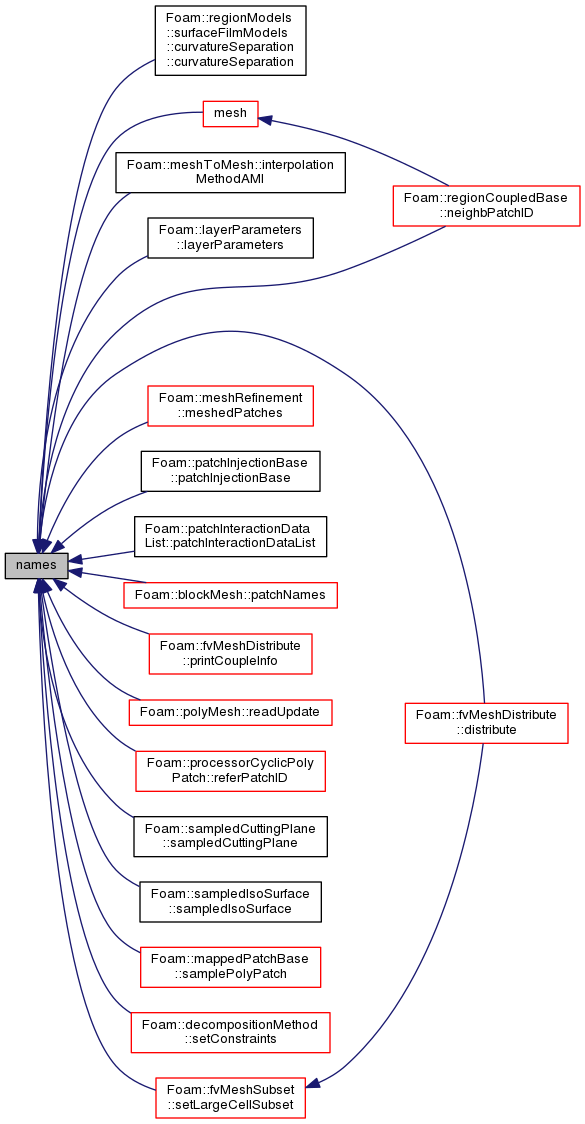 Foam::regionModels
::surfaceFilmModels
::curvatureSeparation
::curvatureSeparation
mesh
Foam::meshToMesh::interpolation
MethodAMI
Foam::regionCoupledBase
::neighbPatchID
Foam::layerParameters
::layerParameters
Foam::meshRefinement
::meshedPatches
Foam::patchInjectionBase
::patchInjectionBase
Foam::patchInteractionData
List::patchInteractionDataList
names
Foam::blockMesh::patchNames
Foam::fvMeshDistribute
::printCoupleInfo
Foam::polyMesh::readUpdate
Foam::fvMeshDistribute
::distribute
Foam::processorCyclicPoly
Patch::referPatchID
Foam::sampledCuttingPlane
::sampledCuttingPlane
Foam::sampledIsoSurface
::sampledIsoSurface
Foam::mappedPatchBase
::samplePolyPatch
Foam::decompositionMethod
::setConstraints
Foam::fvMeshSubset
::setLargeCellSubset